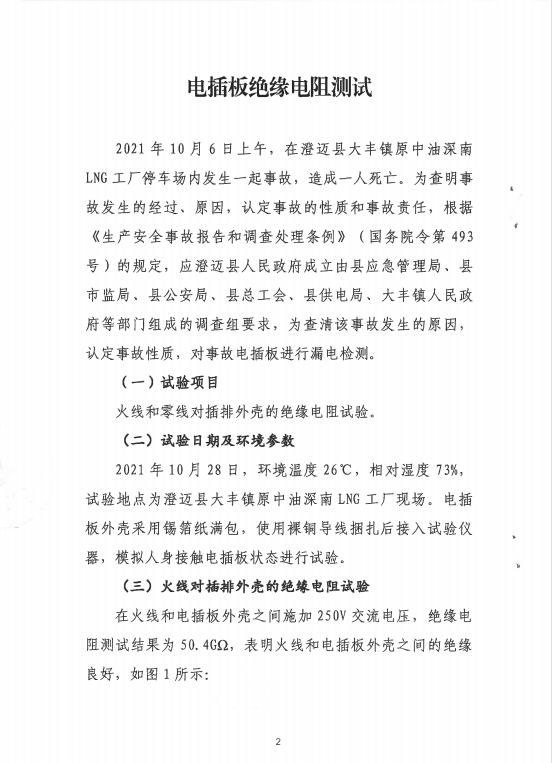 电插板绝缘电阻测试
2021 年 10 月 6 日上午，在澄迈县大丰镇原中油深南
LNG 工厂停车场内发生一起事故，造成一人死亡。为查明事
故发生的经过、原因，认定事故的性质和事故责任，根据
《生产安全事故报告和调查处理条例》（国务院令第 493
号）的规定，应澄迈县人民政府成立由县应急管理局、县
市监局、县公安局、县总工会、县供电局、大丰镇人民政
府等部门组成的调查组要求，为查清该事故发生的原因，
认定事故性质，对事故电插板进行漏电检测。
（一）试验项目
火线和零线对插排外壳的绝缘电阻试验。
（二）试验日期及环境参数
2021 年 10 月 28 日，环境温度 26℃，相对湿度 73%，
试验地点为澄迈县大丰镇原中油深南 LNG 工厂现场。电插
板外壳采用锡箔纸满包，使用裸铜导线捆扎后接入试验仪
器，模拟人身接触电插板状态进行试验。
（三）火线对插排外壳的绝缘电阻试验
在火线和电插板外壳之间施加 250V 交流电压，绝缘电
阻测试结果为 50.4GΩ，表明火线和电插板外壳之间的绝缘
良好，如图 1 所示：
2